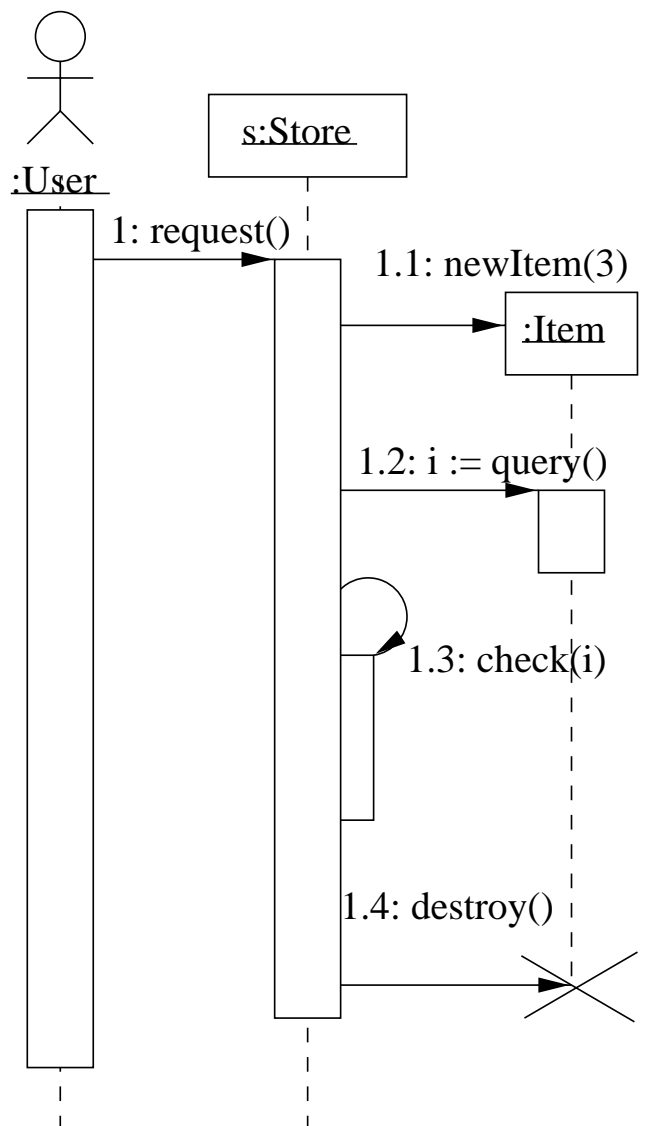 s:Store
:User
1: request()
1.1: newItem(3)
:Item
1.2: i := query()
1.3: check(i)
1.4: destroy()